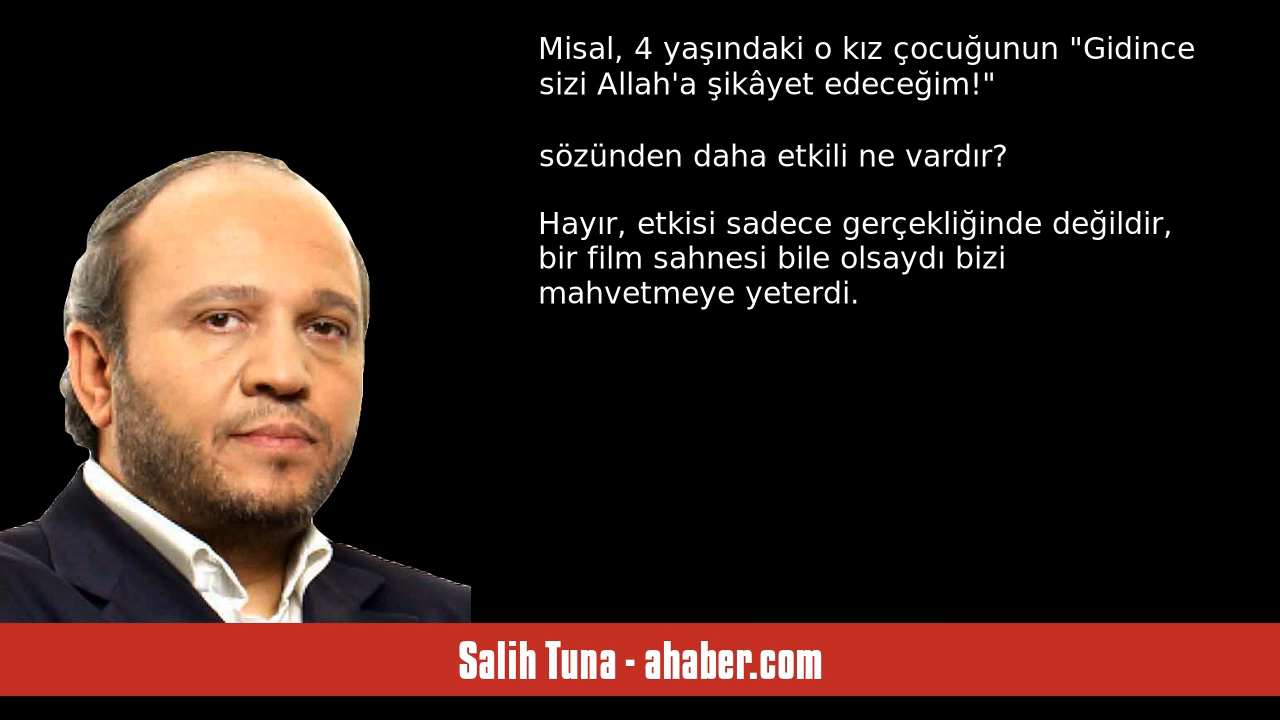 Misal, 4 yaşındaki o kız çocuğunun "Gidince
sizi Allah'a şikâyet edeceğim!"
sözünden daha etkili ne vardır?
Hayır, etkisi sadece gerçekliğinde değildir,
bir film sahnesi bile olsaydı bizi
mahvetmeye yeterdi.
Salih Tuna - ahaber.com